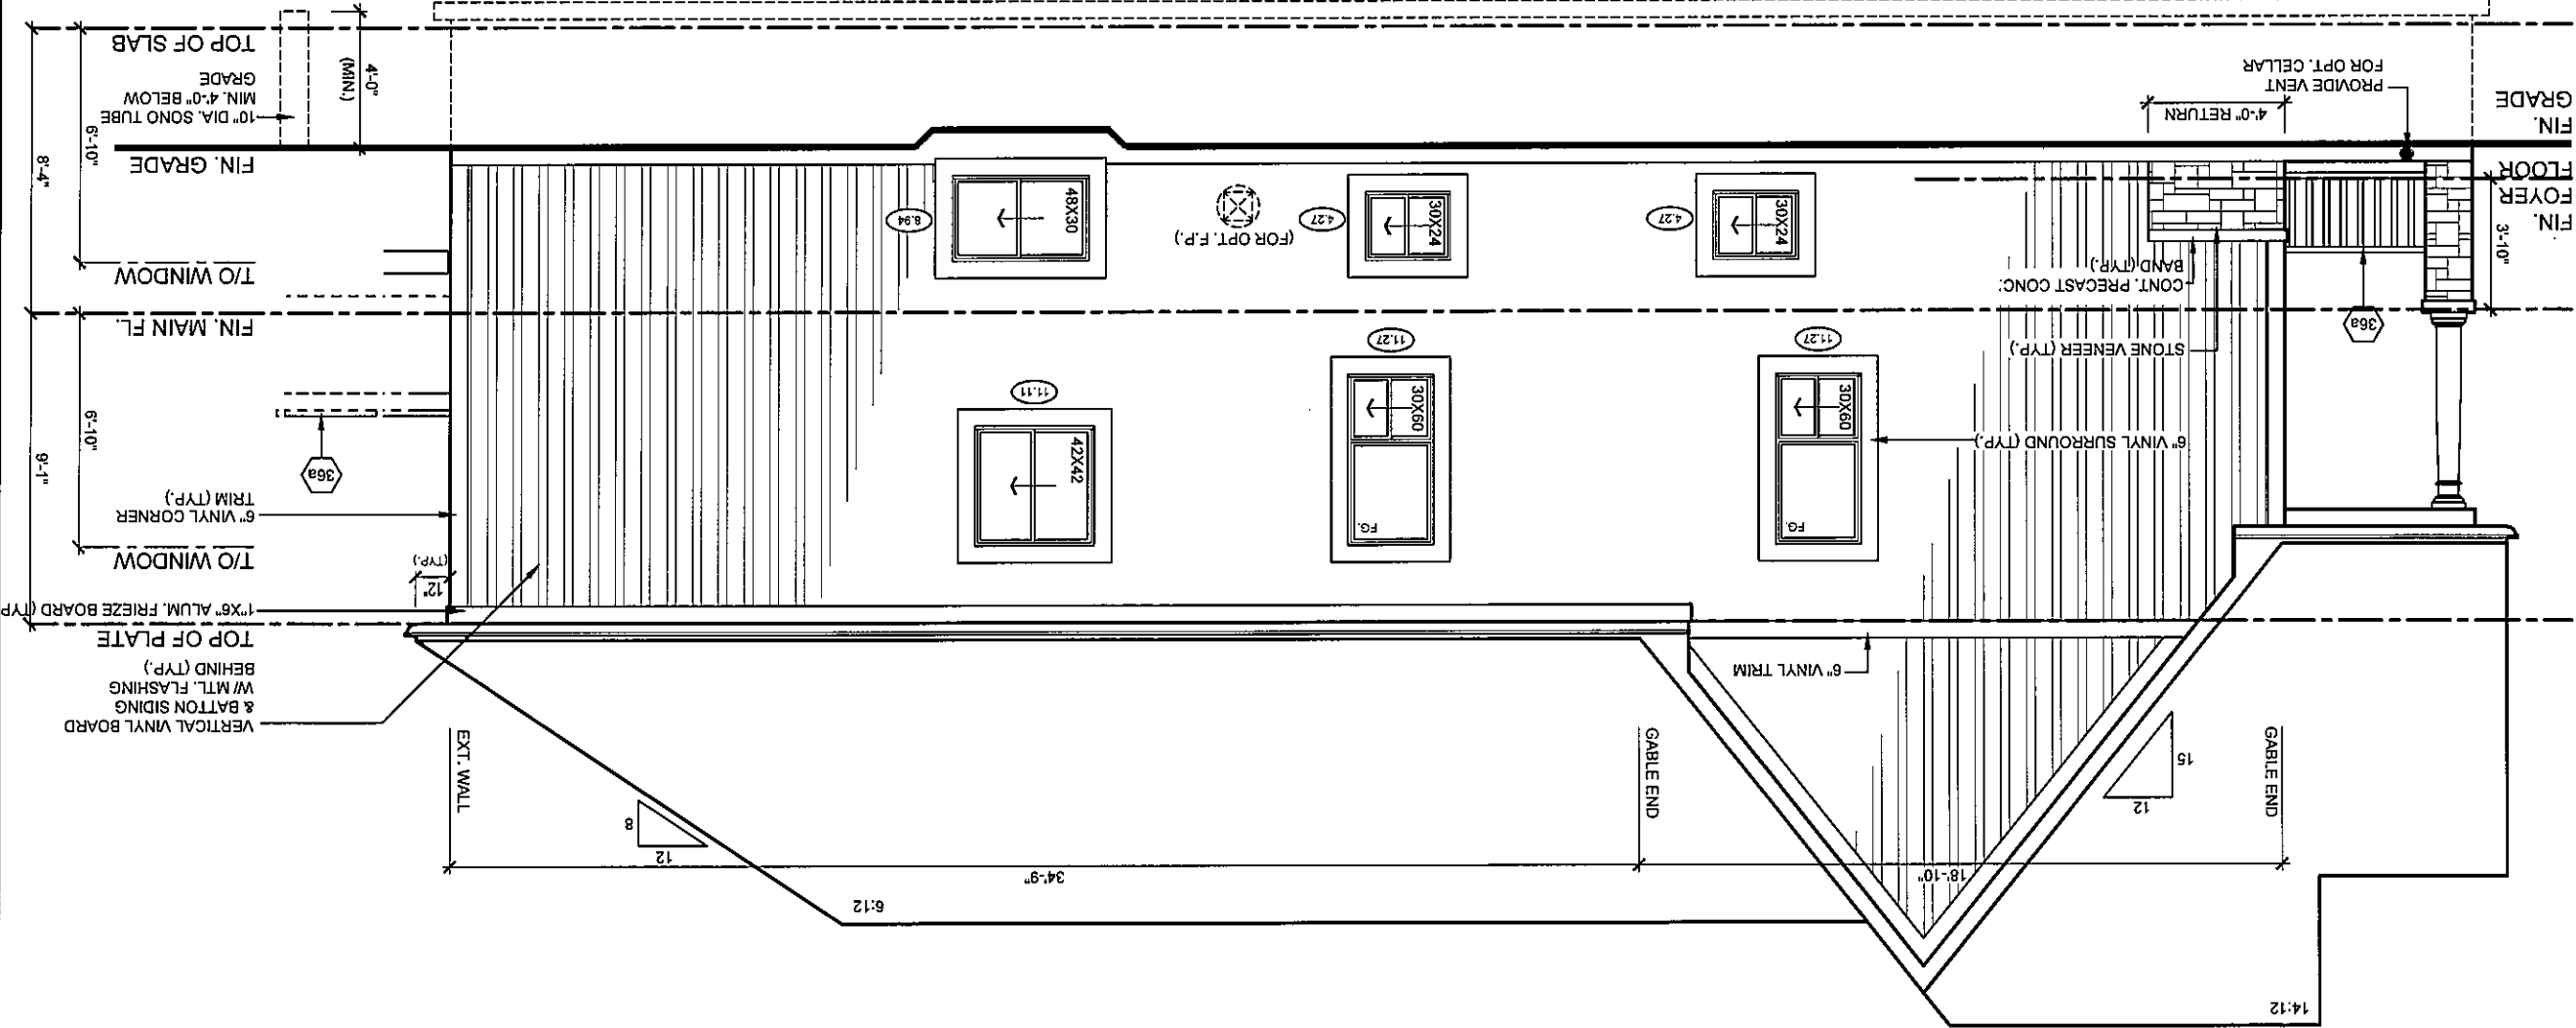 14:12
6:12
18'-10"
34'-9"
GABLE END
GABLE END
EXT. WALL
12
15
12
8
VERTICAL VINYL BOARD
& BATTON SIDING
W/ MTL. FLASHING
BEHIND (TYP.)
6" VINYL TRIM
TOP OF PLATE
1"X6" ALUM. FRIEZE BOARD (TYP
12"
(TYP.)
T/O WINDOW
6" VINYL CORNER
TRIM (TYP.)
FG.
30X60
11.27
FG.
30X60
11.27
42X42
11.11
6" VINYL SURROUND (TYP.)
36a
6'-10"
9'-1"
STONE VENEER (TYP.)
36a
FIN. MAIN FL.
CONT. PRECAST CONC.
BAND (TYP.)
T/O WINDOW
3'-10"
FIN.
FOYER
FLOOR
30X24
4.27
30X24
4.27
(FOR OPT. F.P.)
48X30
8.94
FIN. GRADE
6'-10"
8'-4"
FIN.
GRADE
4'-0" RETURN
PROVIDE VENT
FOR OPT. CELLAR
10" DIA. SONO TUBE
MIN. 4'-0" BELOW
GRADE
4'-0"
(MIN.)
TOP OF SLAB